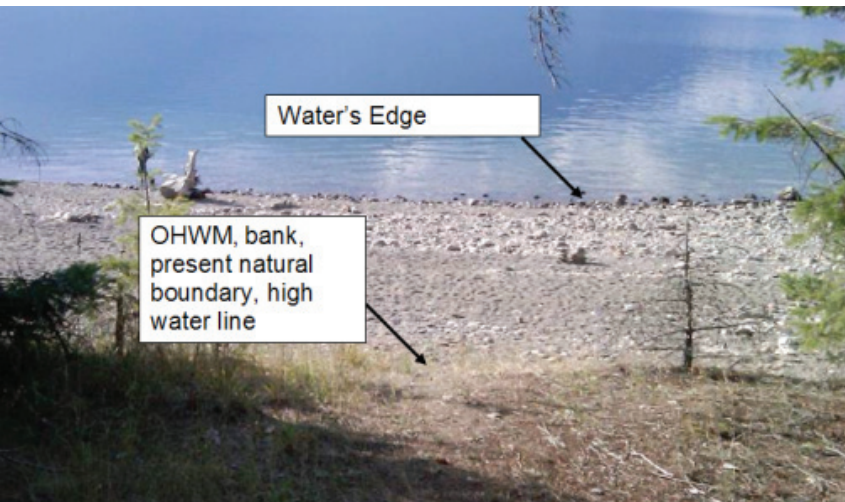 Water's Edge
OHWM, bank,
present natural
boundary, high
water line